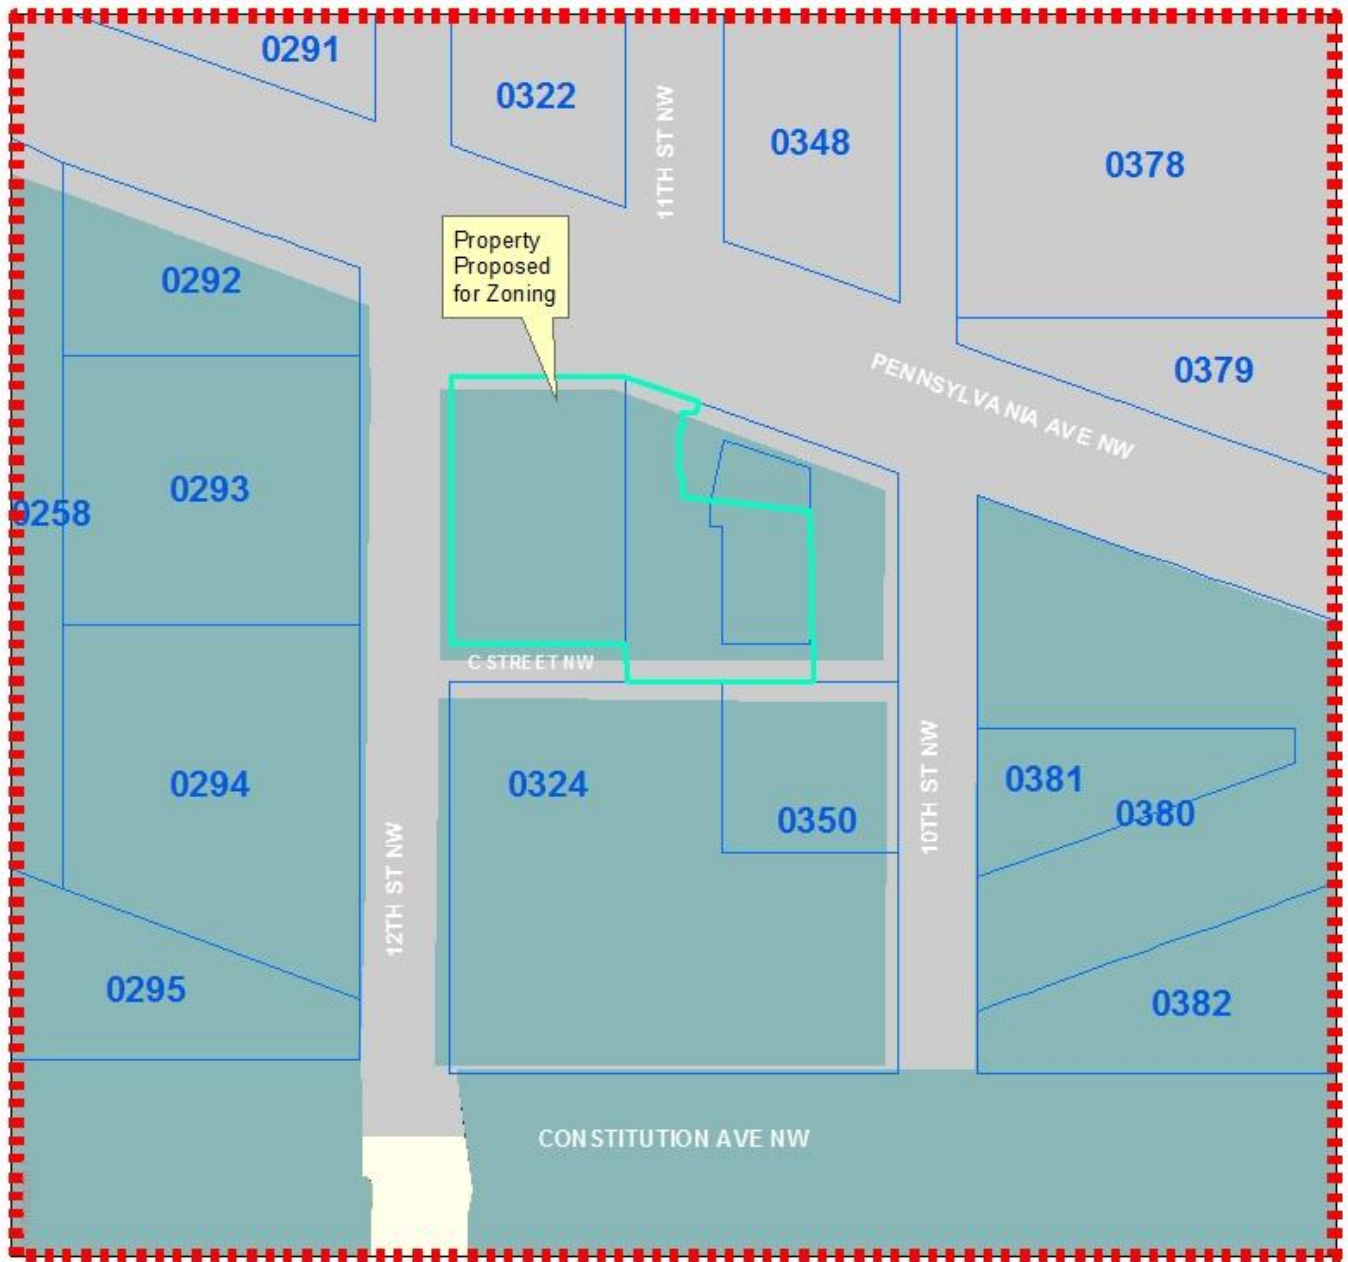 0291
0322
11TH ST NW
0348
0378
Property
Proposed
for Zoning
0292
PENNSYLVANIA AVE NW
0379
0293
0258
C STREET NW
0294
0324
0350
10TH ST NW
0381
0380
12TH ST NW
0295
0382
CONSTITUTION AVE NW